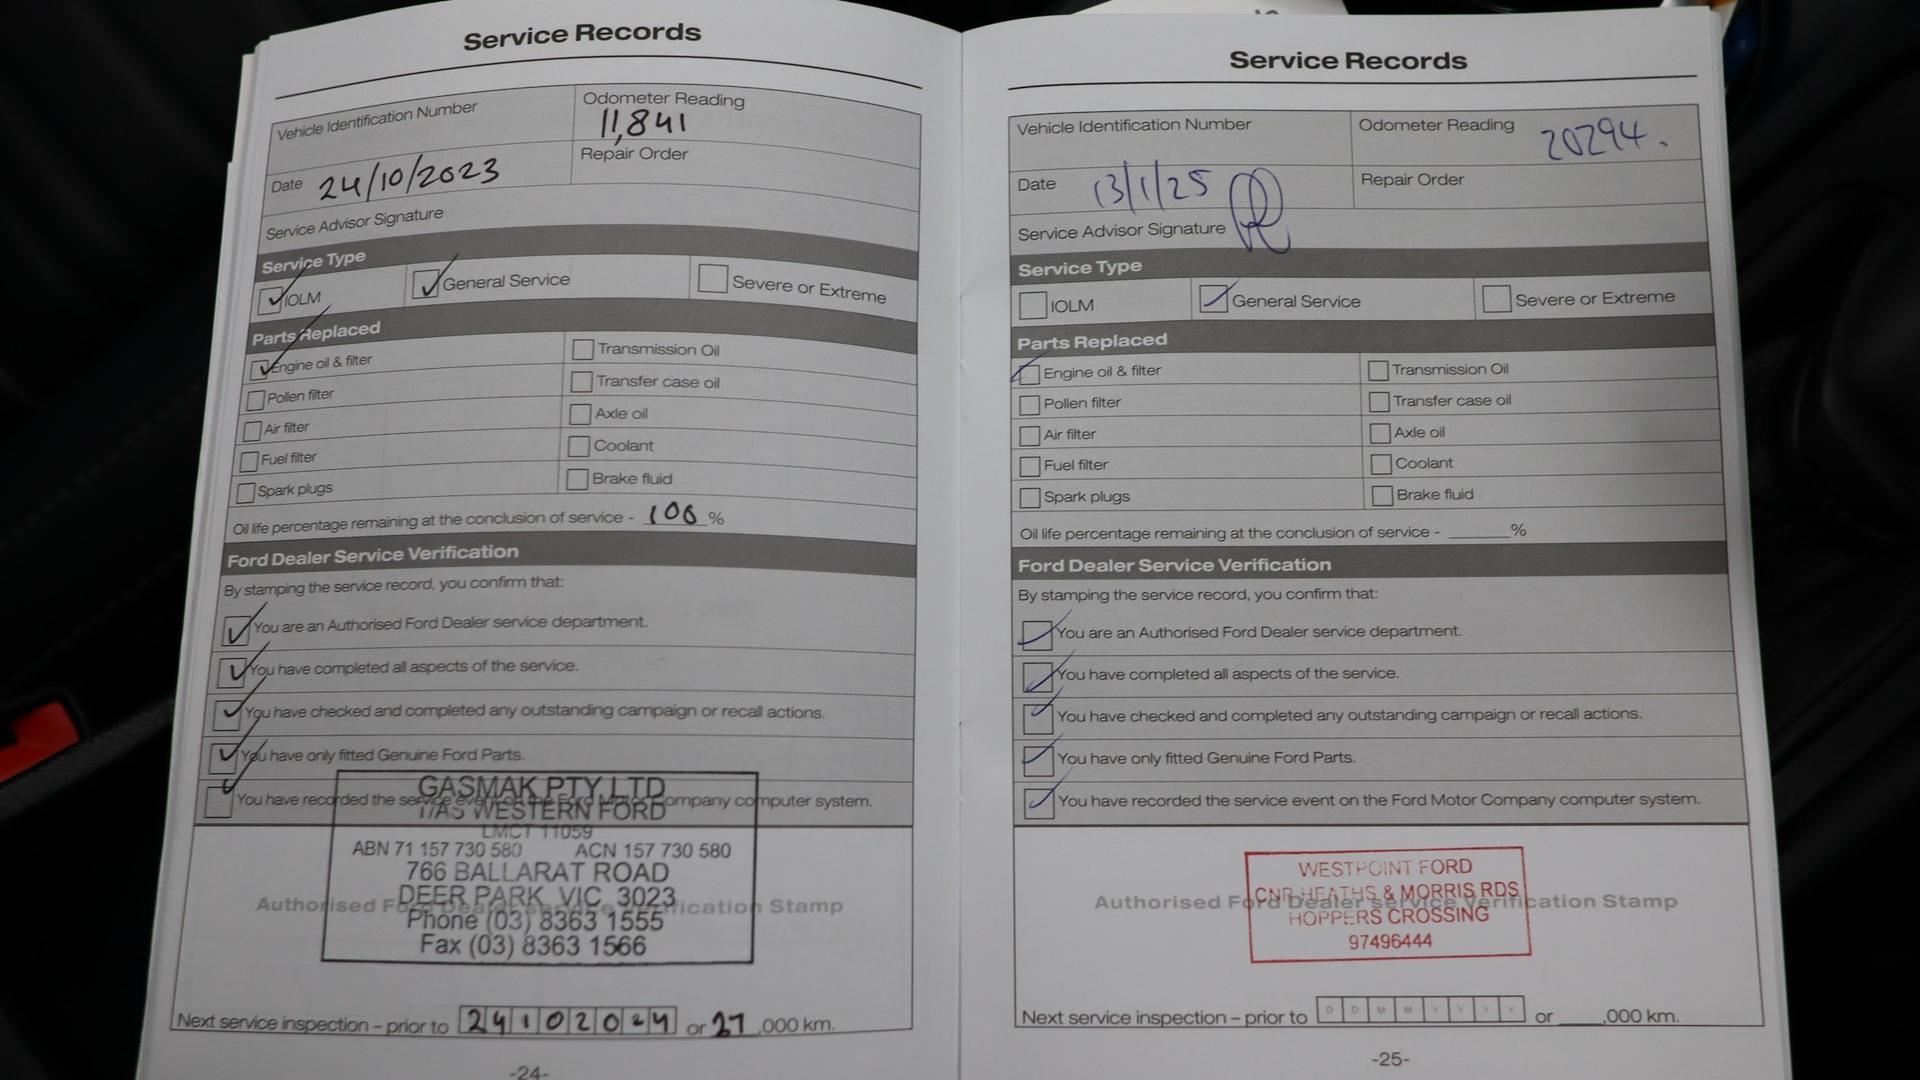 Service Records
Vehicle Identification Number
Odometer Reading
11,841
Date 24/10/2023
Repair Order
Service Advisor Signature
Service Type
IOLM
General Service
Severe or Extreme
Parts Replaced
Engine oil & filter
Transmission Oil
Pollen filter
Transfer case oil
Air filter
Axle oil
Fuel filter
Coolant
Spark plugs
Brake fluid
Oil life percentage remaining at the conclusion of service - 100 %
Ford Dealer Service Verification
By stamping the service record, you confirm that:
You are an Authorised Ford Dealer service department.
You have completed all aspects of the service.
You have checked and completed any outstanding campaign or recall actions.
You have only fitted Genuine Ford Parts.
You have recorded the service event on the Ford Motor Company computer system.
GASMAK PTY LTD
T/AS WESTERN FORD
LMCT 11059
ABN 71 157 730 580 ACN 157 730 580
766 BALLARAT ROAD
DEER PARK VIC. 3023
Authorised Ford Dealer service Verification Stamp
Phone (03) 8363 1555
Fax (03) 8363 1566
Next service inspection – prior to 24102024 or 27 ,000 km.
-24-
Service Records
Vehicle Identification Number
Odometer Reading 20294.
Date 13/1/25
Repair Order
Service Advisor Signature
Service Type
IOLM
General Service
Severe or Extreme
Parts Replaced
Engine oil & filter
Transmission Oil
Pollen filter
Transfer case oil
Air filter
Axle oil
Fuel filter
Coolant
Spark plugs
Brake fluid
Oil life percentage remaining at the conclusion of service - ______%
Ford Dealer Service Verification
By stamping the service record, you confirm that:
You are an Authorised Ford Dealer service department.
You have completed all aspects of the service.
You have checked and completed any outstanding campaign or recall actions.
You have only fitted Genuine Ford Parts.
You have recorded the service event on the Ford Motor Company computer system.
WESTPOINT FORD
CNR HEATHS & MORRIS RDS
Authorised Ford Dealer service Verification Stamp
HOPPERS CROSSING
97496444
Next service inspection – prior to D D M M Y Y Y Y or _____,000 km.
-25-